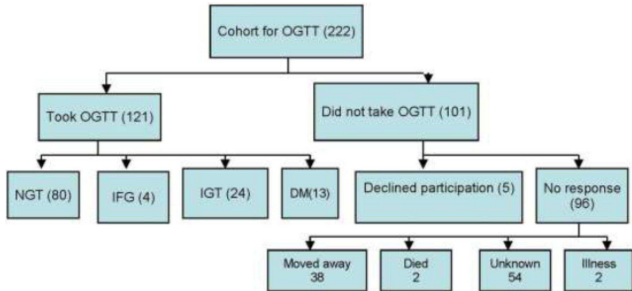 Cohort for OGTT (222)
Took OGTT (121)
Did not take OGTT (101)
NGT (80)
IFG (4)
IGT (24)
DM(13)
Declined participation (5)
No response
(96)
Moved away
38
Died
2
Unknown
54
Illness
2